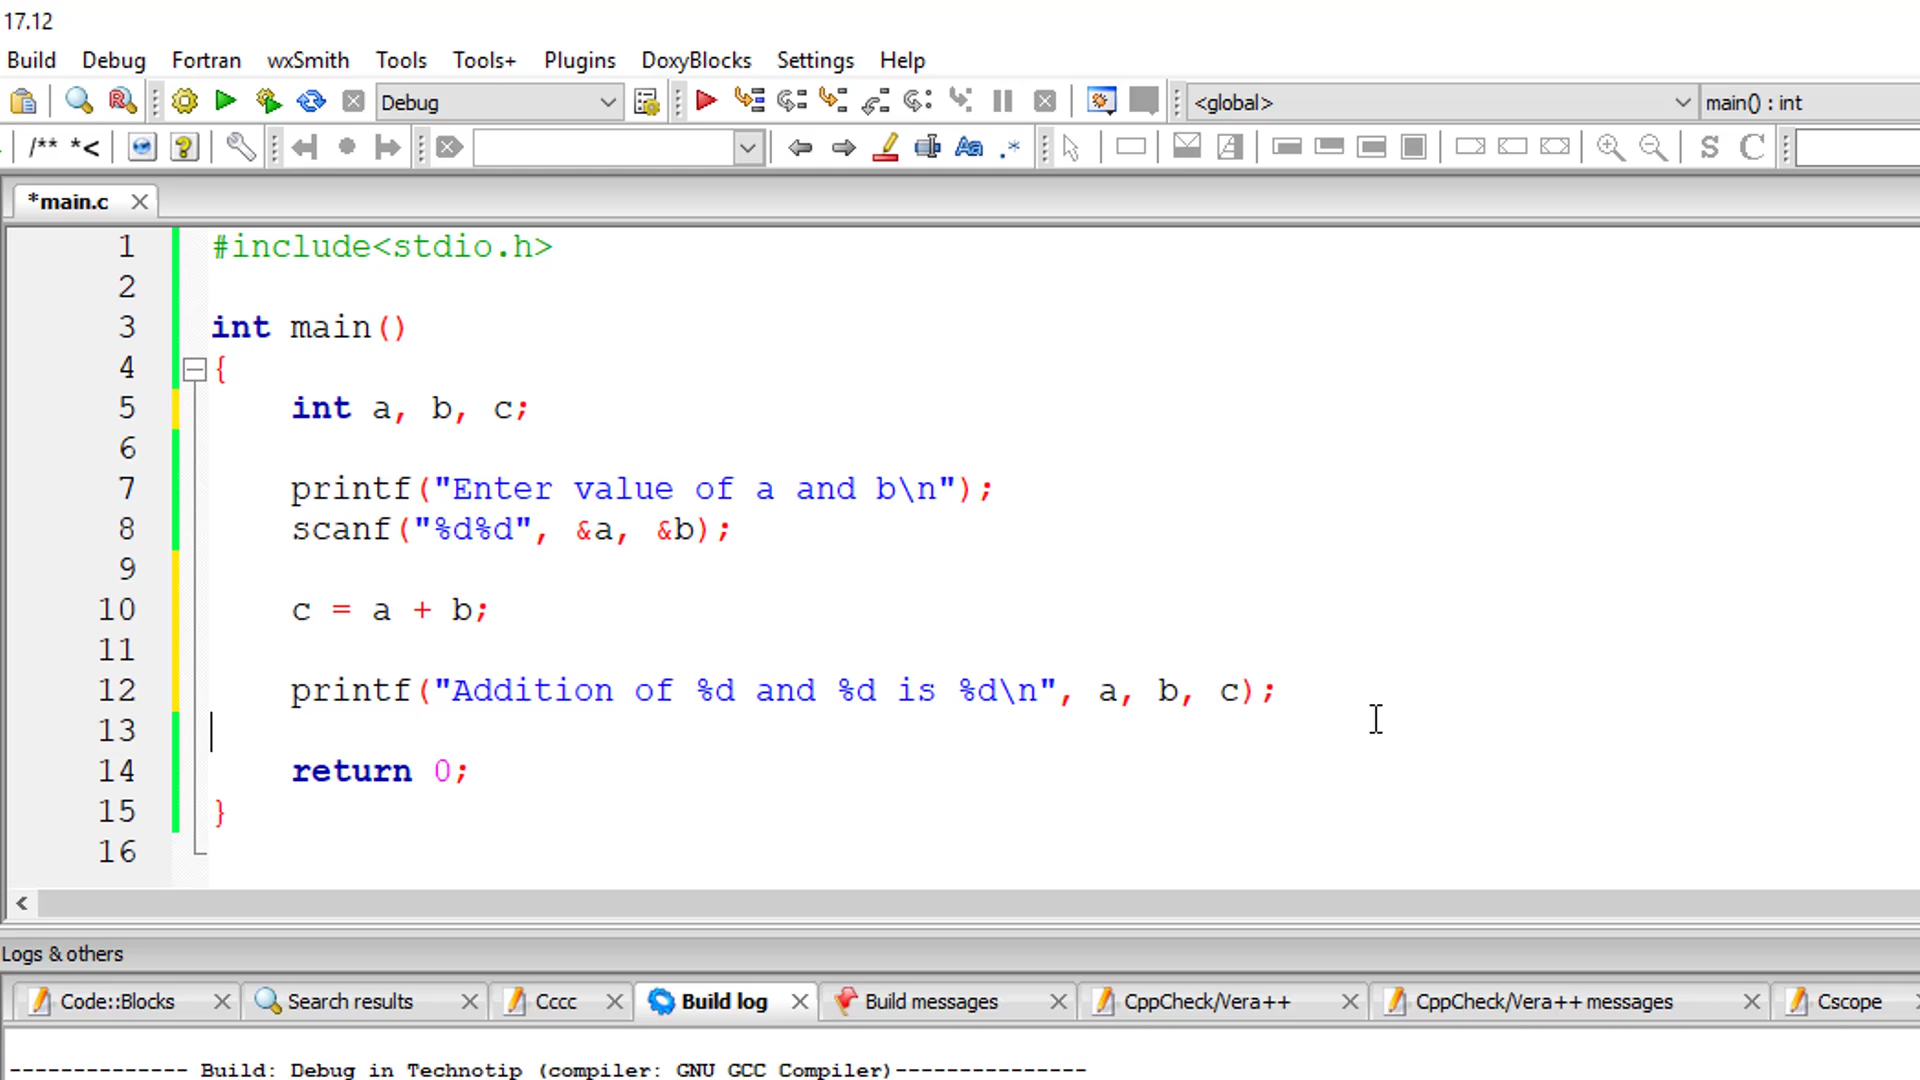 17.12
Build Debug Fortran wxSmith Tools Tools+ Plugins DoxyBlocks Settings Help
Debug <global> main() : int
/** *<
S C
*main.c
1 #include<stdio.h>
2
3 int main()
4 {
5 int a, b, c;
6
7 printf("Enter value of a and b\n");
8 scanf("%d%d", &a, &b);
9
10 c = a + b;
11
12 printf("Addition of %d and %d is %d\n", a, b, c);
13
14 return 0;
15 }
16
Logs & others
Code::Blocks Search results Cccc Build log Build messages CppCheck/Vera++ CppCheck/Vera++ messages Cscope
-------------- Build: Debug in Technotip (compiler: GNU GCC Compiler)---------------